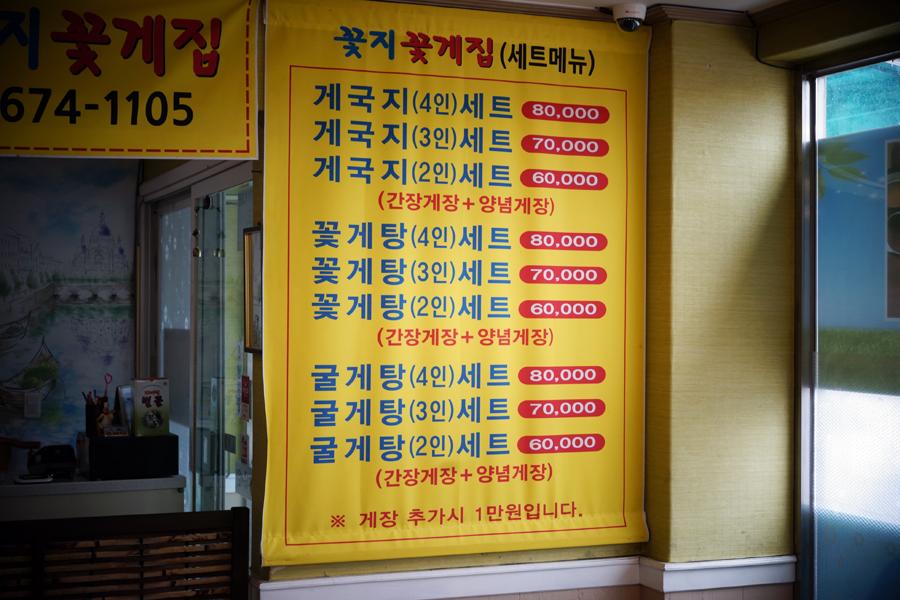 지 꽃게집
674-1105
꽃지꽃게집(세트메뉴)
게국지(4인)세트 80,000
게국지(3인)세트 70,000
게국지(2인)세트 60,000
(간장게장+양념게장)
꽃게탕(4인)세트 80,000
꽃게탕(3인)세트 70,000
꽃게탕(2인)세트 60,000
(간장게장+양념게장)
굴게탕(4인)세트 80,000
굴게탕(3인)세트 70,000
굴게탕(2인)세트 60,000
(간장게장+양념게장)
※ 게장 추가시 1만원입니다.